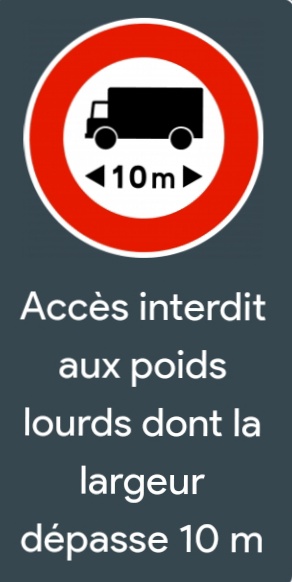 10m
Accès interdit
aux poids
lourds dont la
largeur
dépasse 10 m